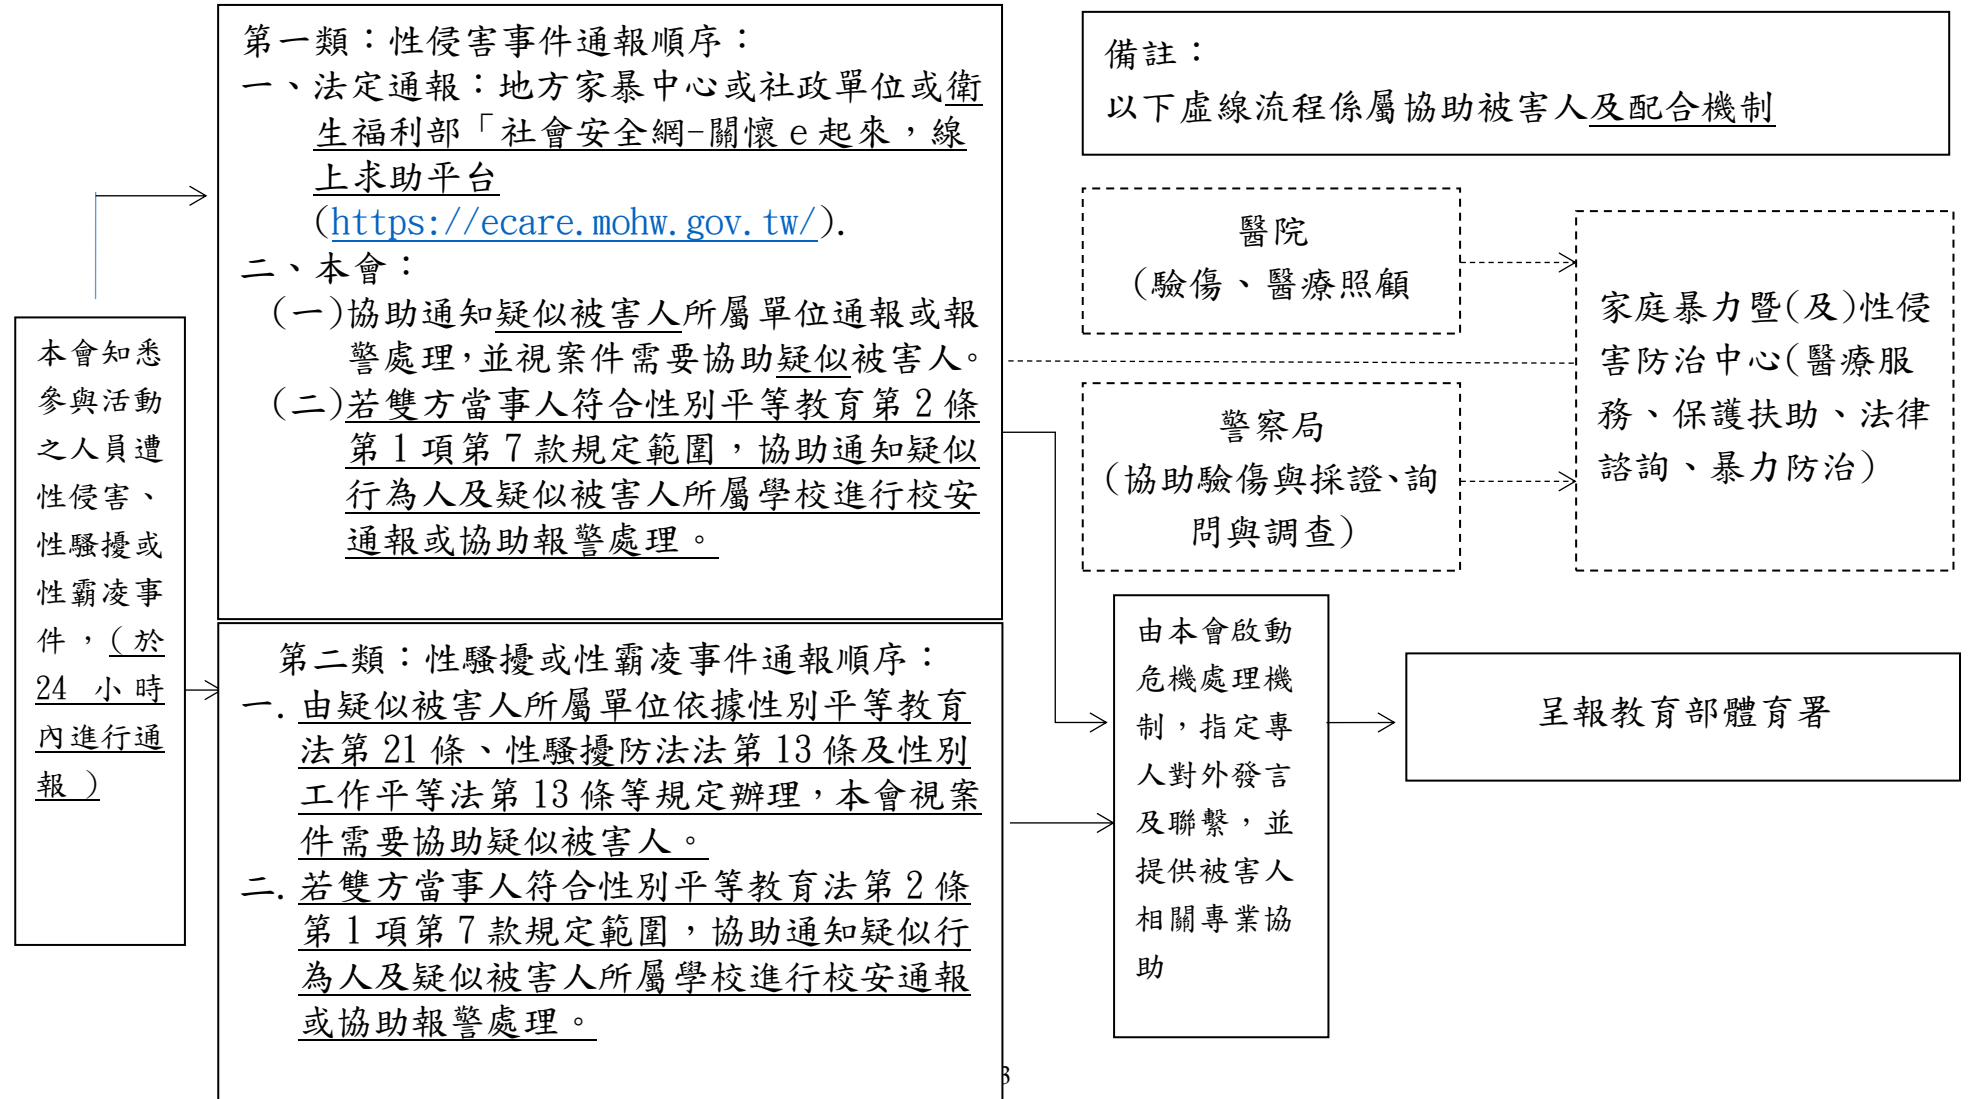 本會知悉
參與活動
之人員遭
性侵害、
性騷擾或
性霸凌事
件，(於
24 小時
內進行通
報 )
第一類：性侵害事件通報順序：
一、法定通報：地方家暴中心或社政單位或衛
生福利部「社會安全網-關懷 e 起來，線
上求助平台
(https://ecare.mohw.gov.tw/).
二、本會：
(一)協助通知疑似被害人所屬單位通報或報
警處理，並視案件需要協助疑似被害人。
(二)若雙方當事人符合性別平等教育第 2 條
第 1 項第 7 款規定範圍，協助通知疑似
行為人及疑似被害人所屬學校進行校安
通報或協助報警處理。
第二類：性騷擾或性霸凌事件通報順序：
一. 由疑似被害人所屬單位依據性別平等教育
法第 21 條、性騷擾防法法第 13 條及性別
工作平等法第 13 條等規定辦理，本會視案
件需要協助疑似被害人。
二. 若雙方當事人符合性別平等教育法第 2 條
第 1 項第 7 款規定範圍，協助通知疑似行
為人及疑似被害人所屬學校進行校安通報
或協助報警處理。
備註：
以下虛線流程係屬協助被害人及配合機制
醫院
(驗傷、醫療照顧
警察局
(協助驗傷與採證、詢
問與調查)
家庭暴力暨(及)性侵
害防治中心(醫療服
務、保護扶助、法律
諮詢、暴力防治)
由本會啟動
危機處理機
制，指定專
人對外發言
及聯繫，並
提供被害人
相關專業協
助
呈報教育部體育署
3